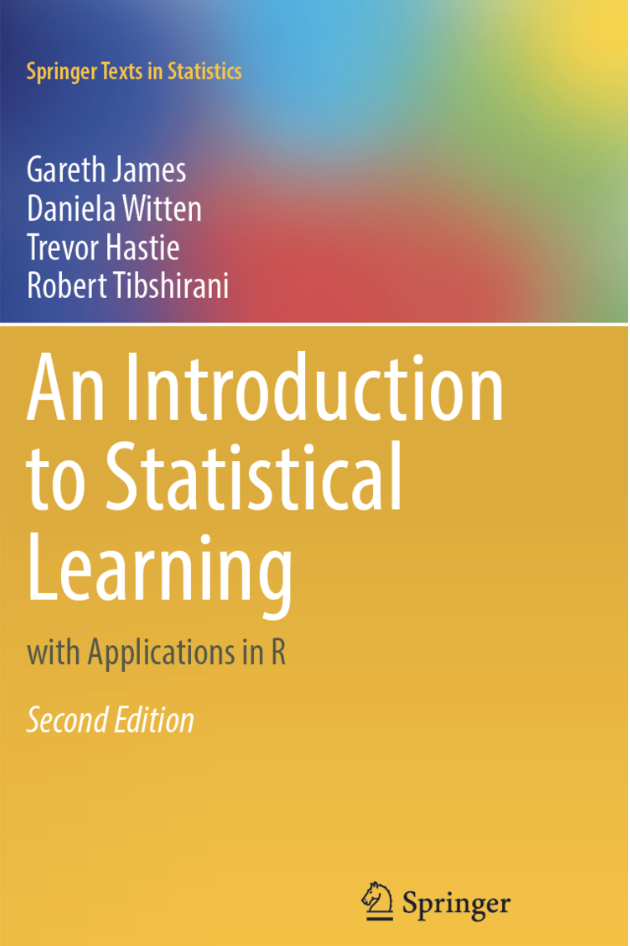 Springer Texts in Statistics
Gareth James
Daniela Witten
Trevor Hastie
Robert Tibshirani
An Introduction
to Statistical
Learning
with Applications in R
Second Edition
Springer